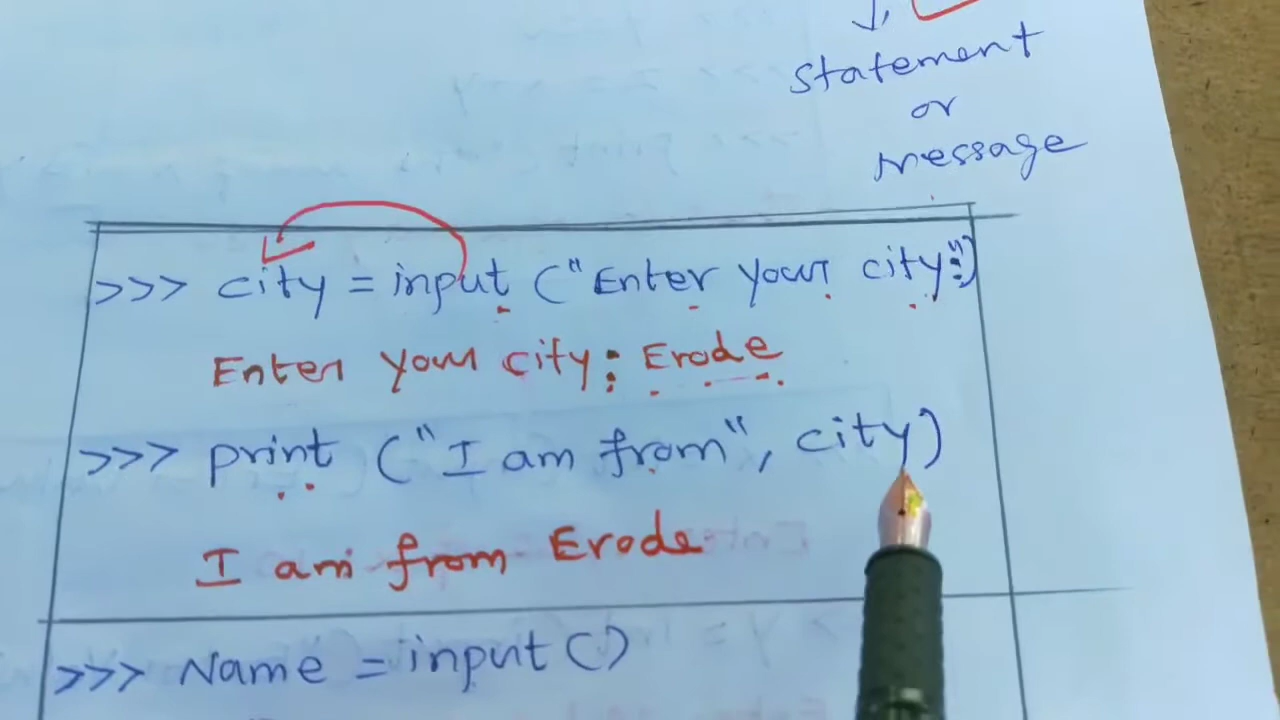 statement
or
message
>>> city = input ("Enter your city:")
Enter your city: Erode
>>> print ("I am from", city)
I am from Erode
>>> Name = input ()